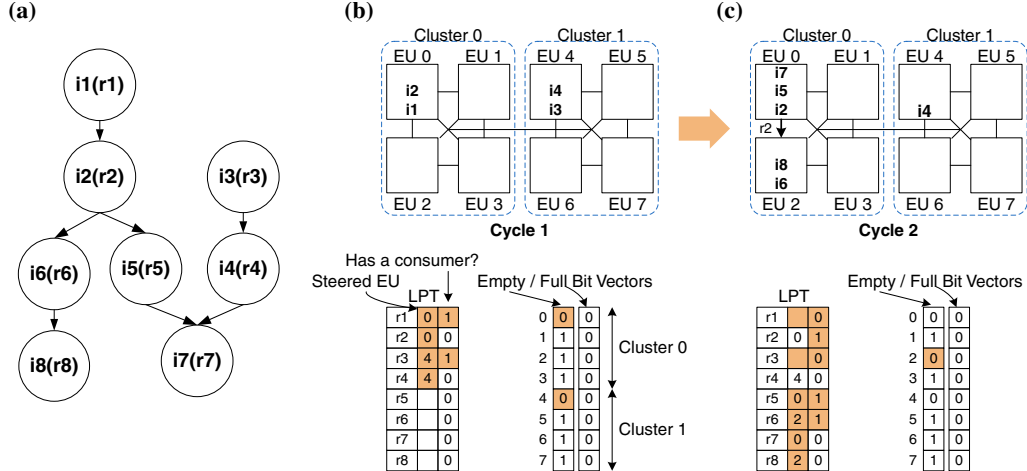 (a)
i1(r1)
i2(r2)
i3(r3)
i6(r6)
i5(r5)
i4(r4)
i8(r8)
i7(r7)
(b)
Cluster 0
Cluster 1
EU 0
EU 1
EU 4
EU 5
i2
i1
i4
i3
EU 2
EU 3
EU 6
EU 7
Cycle 1
Has a consumer?
Steered EU
LPT
r1 0 1
r2 0 0
r3 4 1
r4 4 0
r5 0
r6 0
r7 0
r8 0
Empty / Full Bit Vectors
0 0 0
1 1 0
2 1 0
3 1 0
4 0 0
5 1 0
6 1 0
7 1 0
Cluster 0
Cluster 1
(c)
Cluster 0
Cluster 1
EU 0
EU 1
EU 4
EU 5
i7
i5
i2
i4
r2
i8
i6
EU 2
EU 3
EU 6
EU 7
Cycle 2
LPT
r1 0
r2 0 1
r3 0
r4 4 0
r5 0 1
r6 2 1
r7 0 0
r8 2 0
Empty / Full Bit Vectors
0 0 0
1 1 0
2 0 0
3 1 0
4 0 0
5 1 0
6 1 0
7 1 0